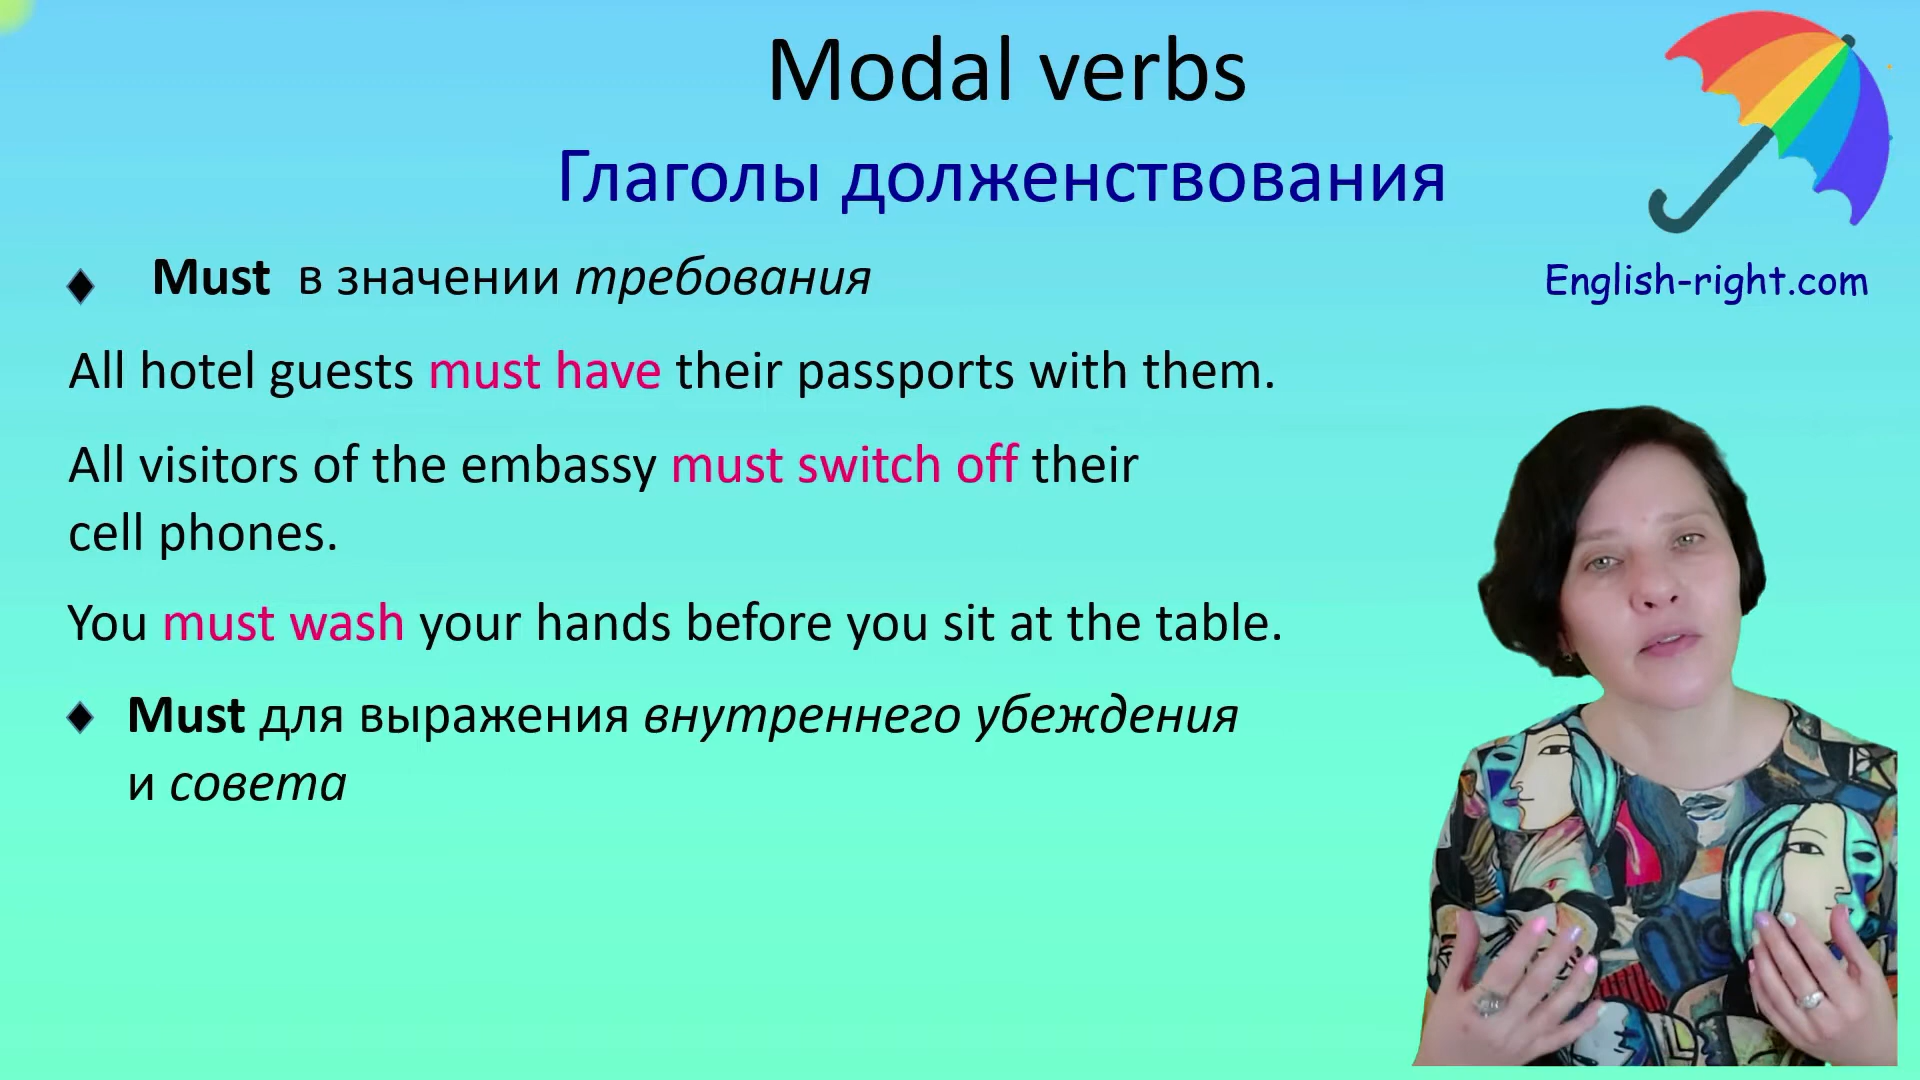 Modal verbs
Глаголы долженствования
Must в значении требования
English-right.com
All hotel guests must have their passports with them.
All visitors of the embassy must switch off their
cell phones.
You must wash your hands before you sit at the table.
Must для выражения внутреннего убеждения
и совета